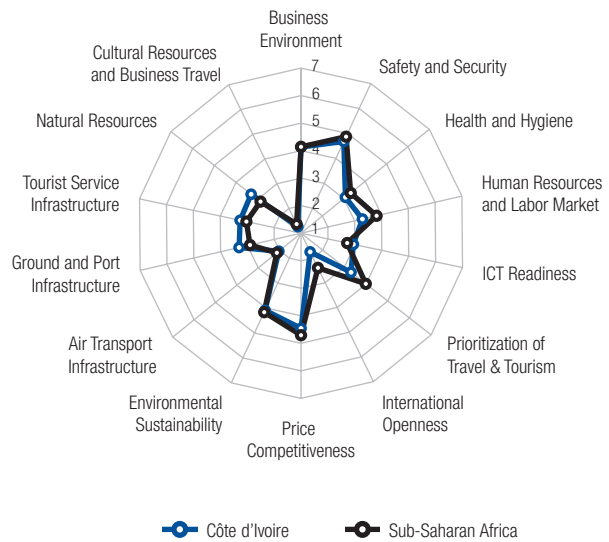 Business
Environment
Safety and Security
Health and Hygiene
Human Resources
and Labor Market
ICT Readiness
Prioritization of
Travel & Tourism
International
Openness
Price
Competitiveness
Environmental
Sustainability
Air Transport
Infrastructure
Ground and Port
Infrastructure
Tourist Service
Infrastructure
Natural Resources
Cultural Resources
and Business Travel
7
6
5
4
3
2
1
Côte d'Ivoire
Sub-Saharan Africa